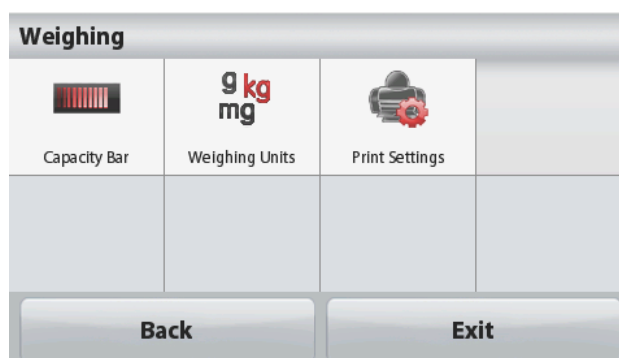 Weighing
g kg
mg
Capacity Bar
Weighing Units
Print Settings
Back
Exit